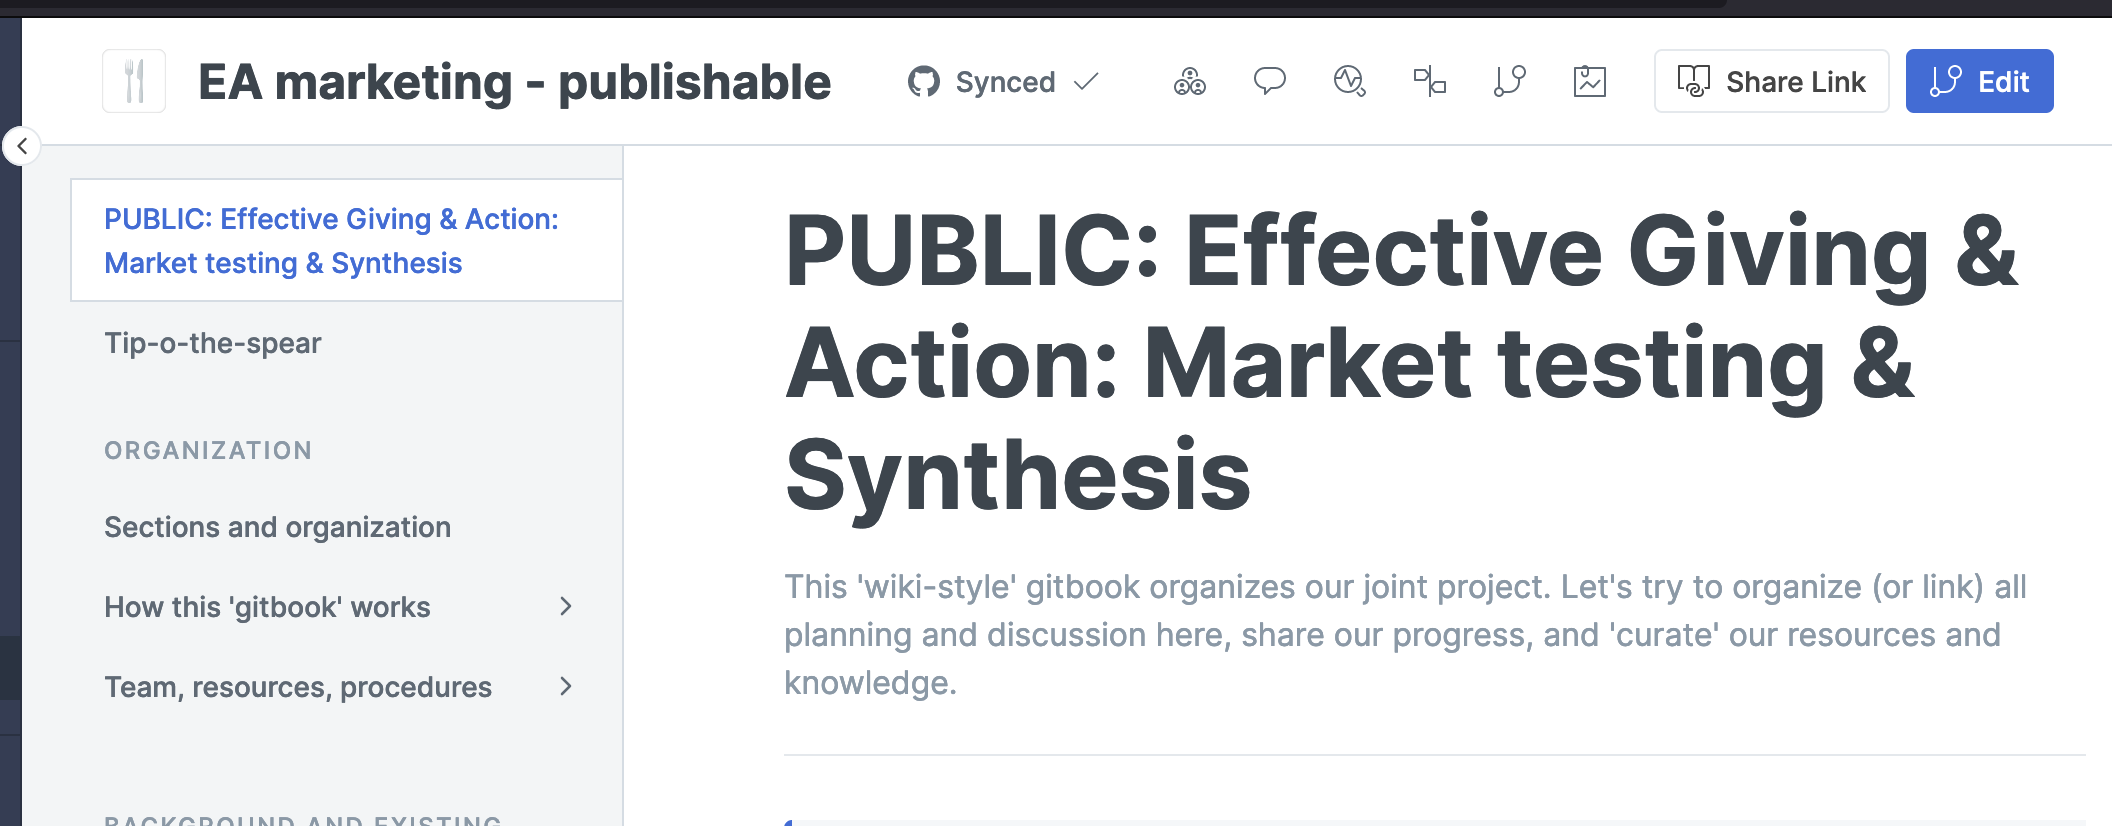 EA marketing - publishable
Synced
Share Link
Edit
PUBLIC: Effective Giving & Action:
Market testing & Synthesis
Tip-o-the-spear
ORGANIZATION
Sections and organization
How this 'gitbook' works
Team, resources, procedures
BACKGROUND AND EXISTING
PUBLIC: Effective Giving &
Action: Market testing &
Synthesis
This 'wiki-style' gitbook organizes our joint project. Let's try to organize (or link) all
planning and discussion here, share our progress, and 'curate' our resources and
knowledge.